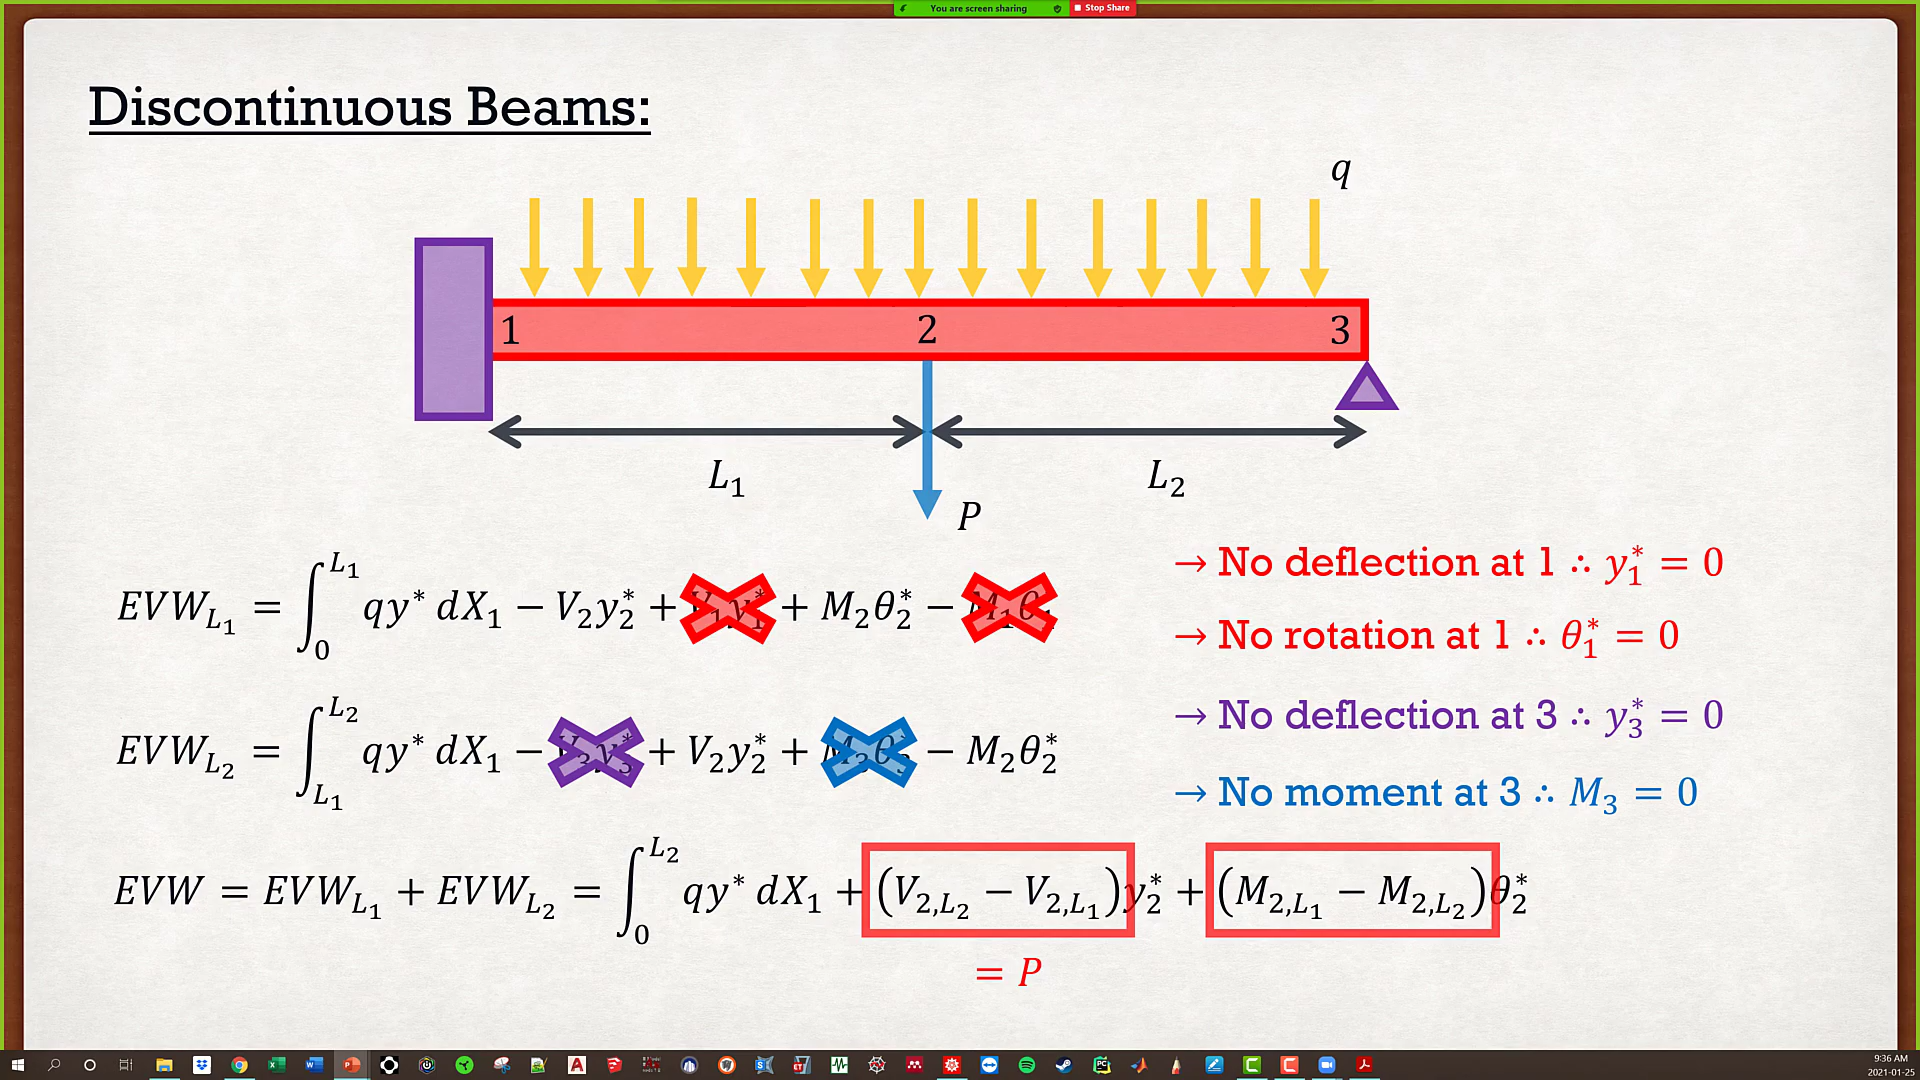 You are screen sharing Stop Share
Discontinuous Beams:
q
1 2 3
L₁ L₂
P
EVW_{L₁} = ∫₀^{L₁} qy* dX₁ − V₂y₂* + V₁y₁* + M₂θ₂* − M₁θ₁
→ No deflection at 1 ∴ y₁* = 0
→ No rotation at 1 ∴ θ₁* = 0
EVW_{L₂} = ∫_{L₁}^{L₂} qy* dX₁ − V₃y₃* + V₂y₂* + M₃θ₃ − M₂θ₂*
→ No deflection at 3 ∴ y₃* = 0
→ No moment at 3 ∴ M₃ = 0
EVW = EVW_{L₁} + EVW_{L₂} = ∫₀^{L₂} qy* dX₁ + (V_{2,L₂} − V_{2,L₁})y₂* + (M_{2,L₁} − M_{2,L₂})θ₂*
= P
9:36 AM
2021-01-25